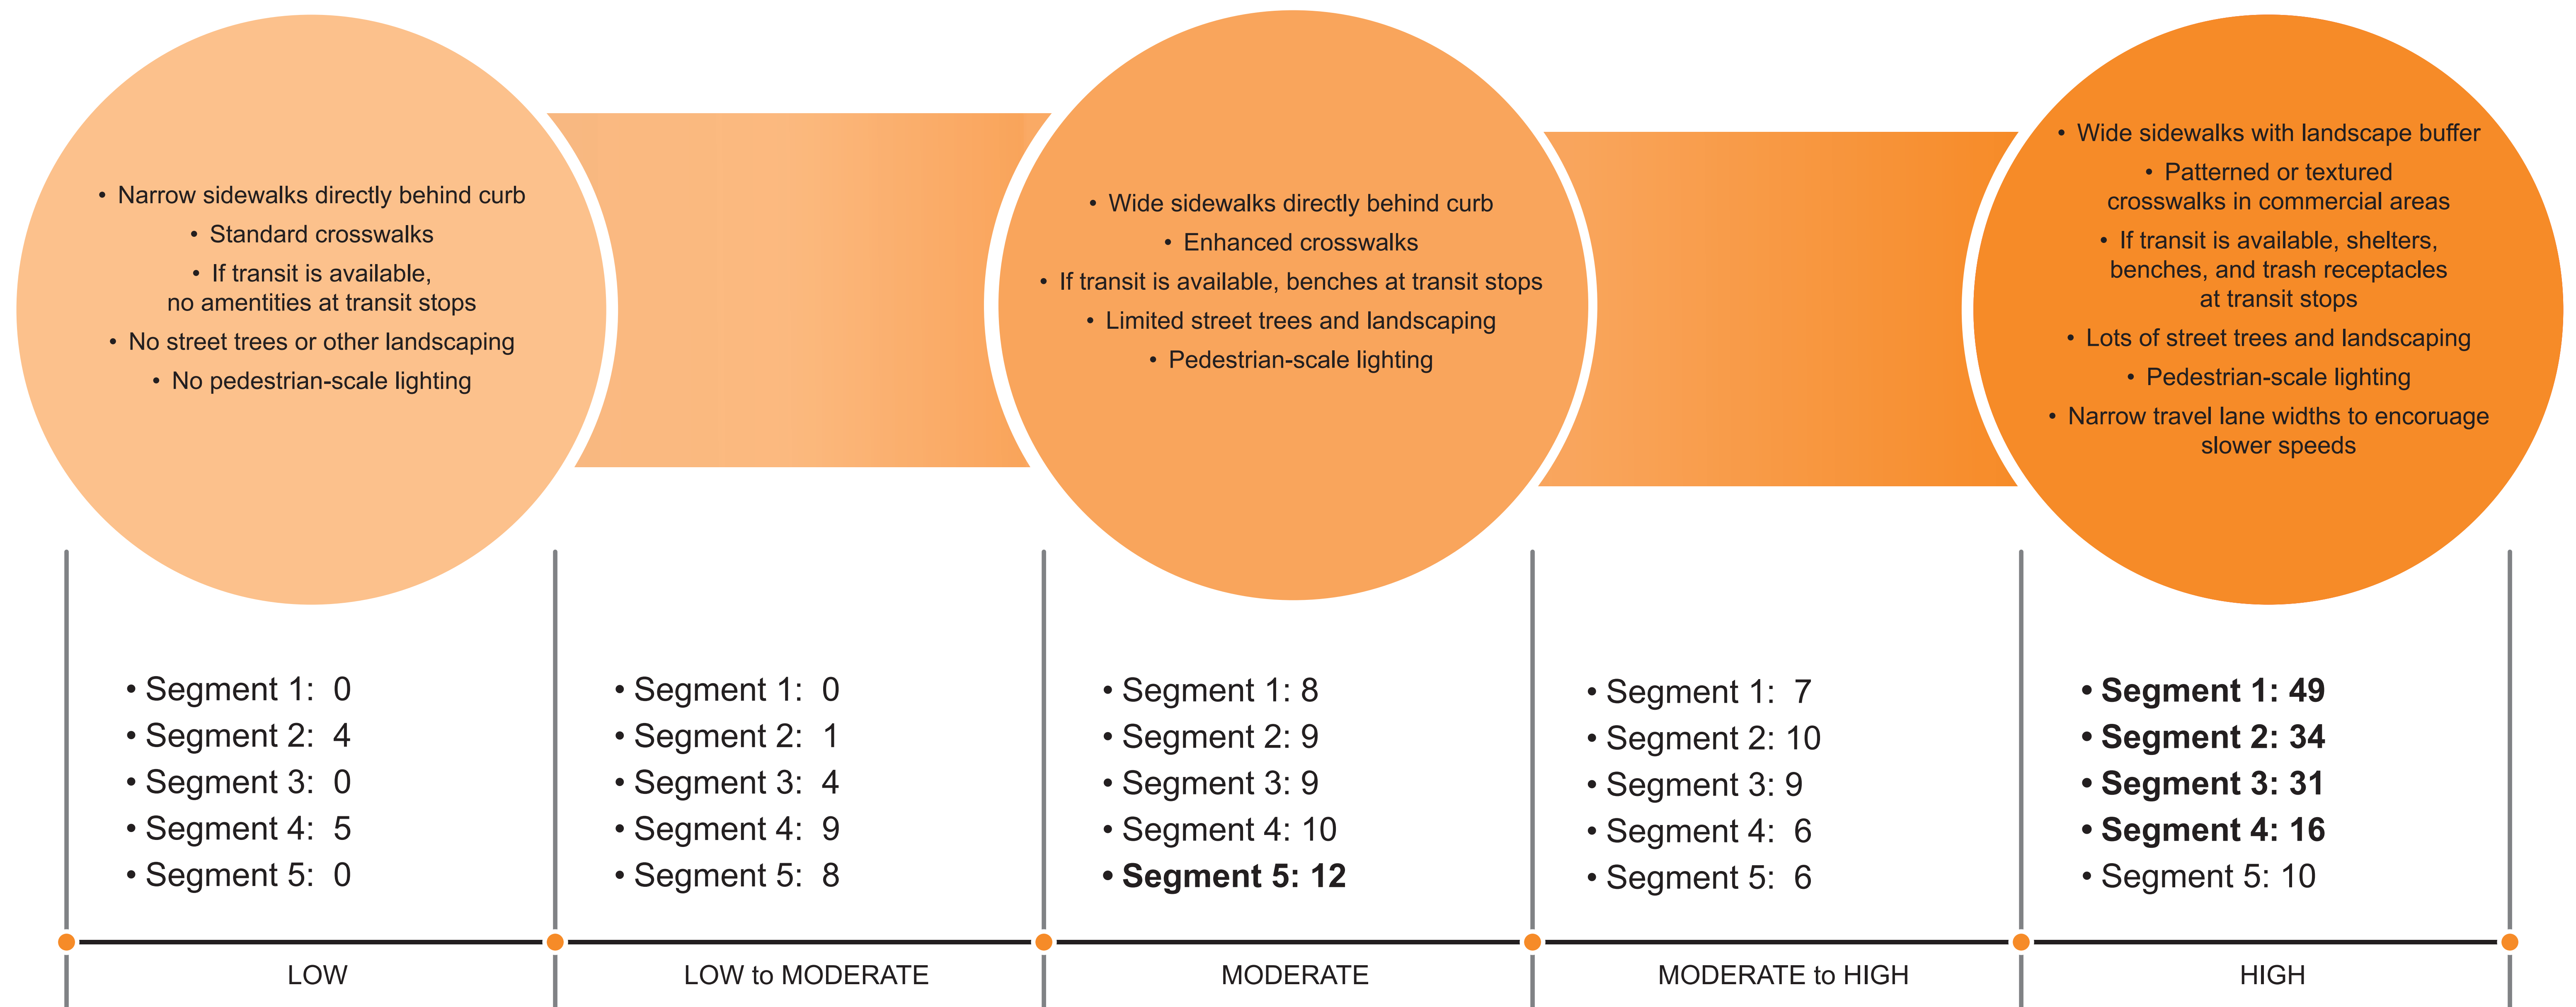 • Narrow sidewalks directly behind curb
• Standard crosswalks
• If transit is available,
no amentities at transit stops
• No street trees or other landscaping
• No pedestrian-scale lighting
• Wide sidewalks directly behind curb
• Enhanced crosswalks
• If transit is available, benches at transit stops
• Limited street trees and landscaping
• Pedestrian-scale lighting
• Wide sidewalks with landscape buffer
• Patterned or textured
crosswalks in commercial areas
• If transit is available, shelters,
benches, and trash receptacles
at transit stops
• Lots of street trees and landscaping
• Pedestrian-scale lighting
• Narrow travel lane widths to encoruage
slower speeds
• Segment 1: 0
• Segment 2: 4
• Segment 3: 0
• Segment 4: 5
• Segment 5: 0
• Segment 1: 0
• Segment 2: 1
• Segment 3: 4
• Segment 4: 9
• Segment 5: 8
• Segment 1: 8
• Segment 2: 9
• Segment 3: 9
• Segment 4: 10
• Segment 5: 12
• Segment 1: 7
• Segment 2: 10
• Segment 3: 9
• Segment 4: 6
• Segment 5: 6
• Segment 1: 49
• Segment 2: 34
• Segment 3: 31
• Segment 4: 16
• Segment 5: 10
LOW
LOW to MODERATE
MODERATE
MODERATE to HIGH
HIGH